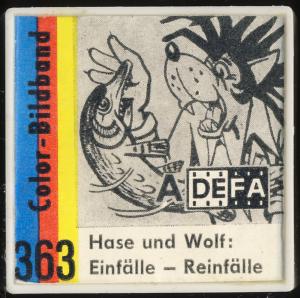 Color-Bildband
A DEFA
363
Hase und Wolf:
Einfälle – Reinfälle